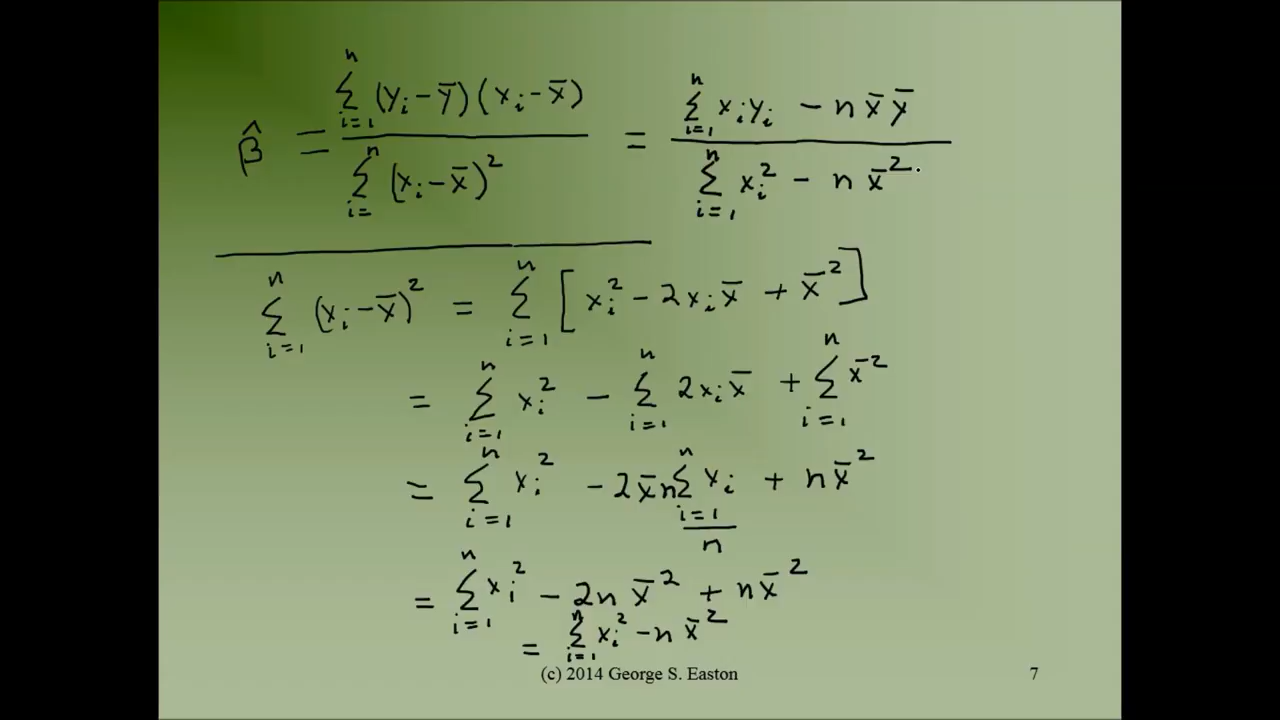 β̂ = Σ_{i=1}^{n} (y_i − ȳ)(x_i − x̄) / Σ_{i=}^{n} (x_i − x̄)² = Σ_{i=1}^{n} x_i y_i − n x̄ ȳ / Σ_{i=1}^{n} x_i² − n x̄²
Σ_{i=1}^{n} (x_i − x̄)² = Σ_{i=1}^{n} [x_i² − 2x_i x̄ + x̄²]
= Σ_{i=1}^{n} x_i² − Σ_{i=1}^{n} 2x_i x̄ + Σ_{i=1}^{n} x̄²
= Σ_{i=1}^{n} x_i² − 2x̄n Σ_{i=1}^{n} x_i / n + n x̄²
= Σ_{i=1}^{n} x_i² − 2n x̄² + n x̄²
= Σ_{i=1}^{n} x_i² − n x̄²
(c) 2014 George S. Easton 7